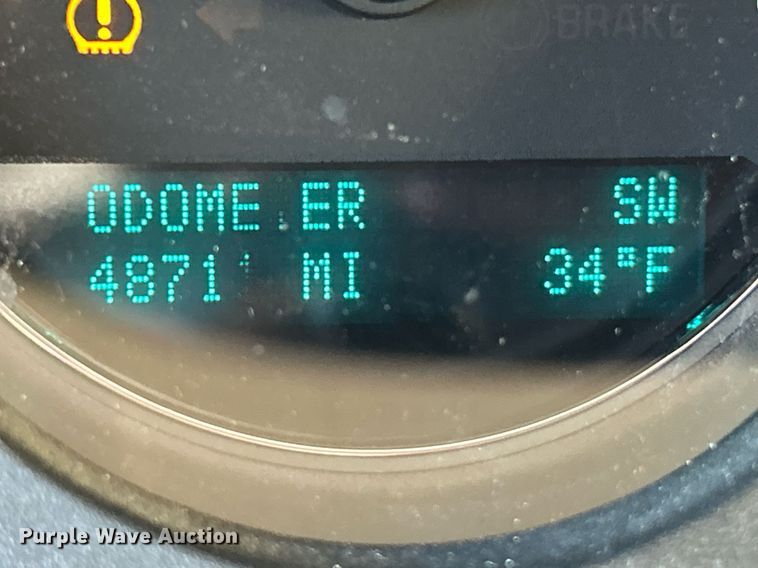 BRAKE
ODOME ER SW
4871 MI 34°F
Purple Wave Auction